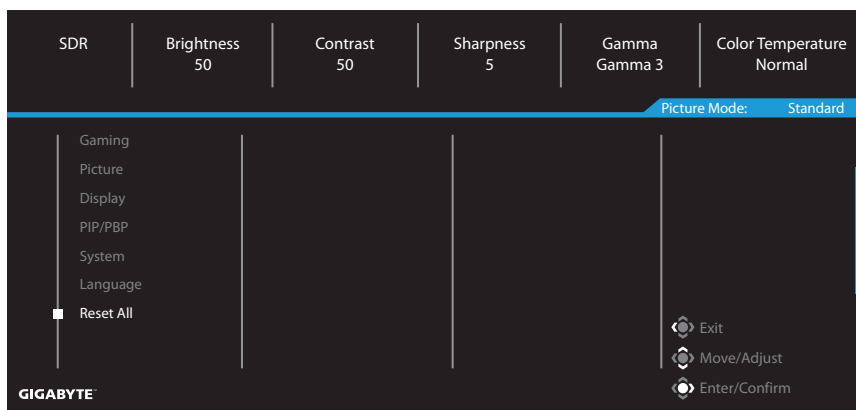 SDR
Brightness
50
Contrast
50
Sharpness
5
Gamma
Gamma 3
Color Temperature
Normal
Picture Mode: Standard
Gaming
Picture
Display
PIP/PBP
System
Language
Reset All
Exit
Move/Adjust
Enter/Confirm
GIGABYTE™